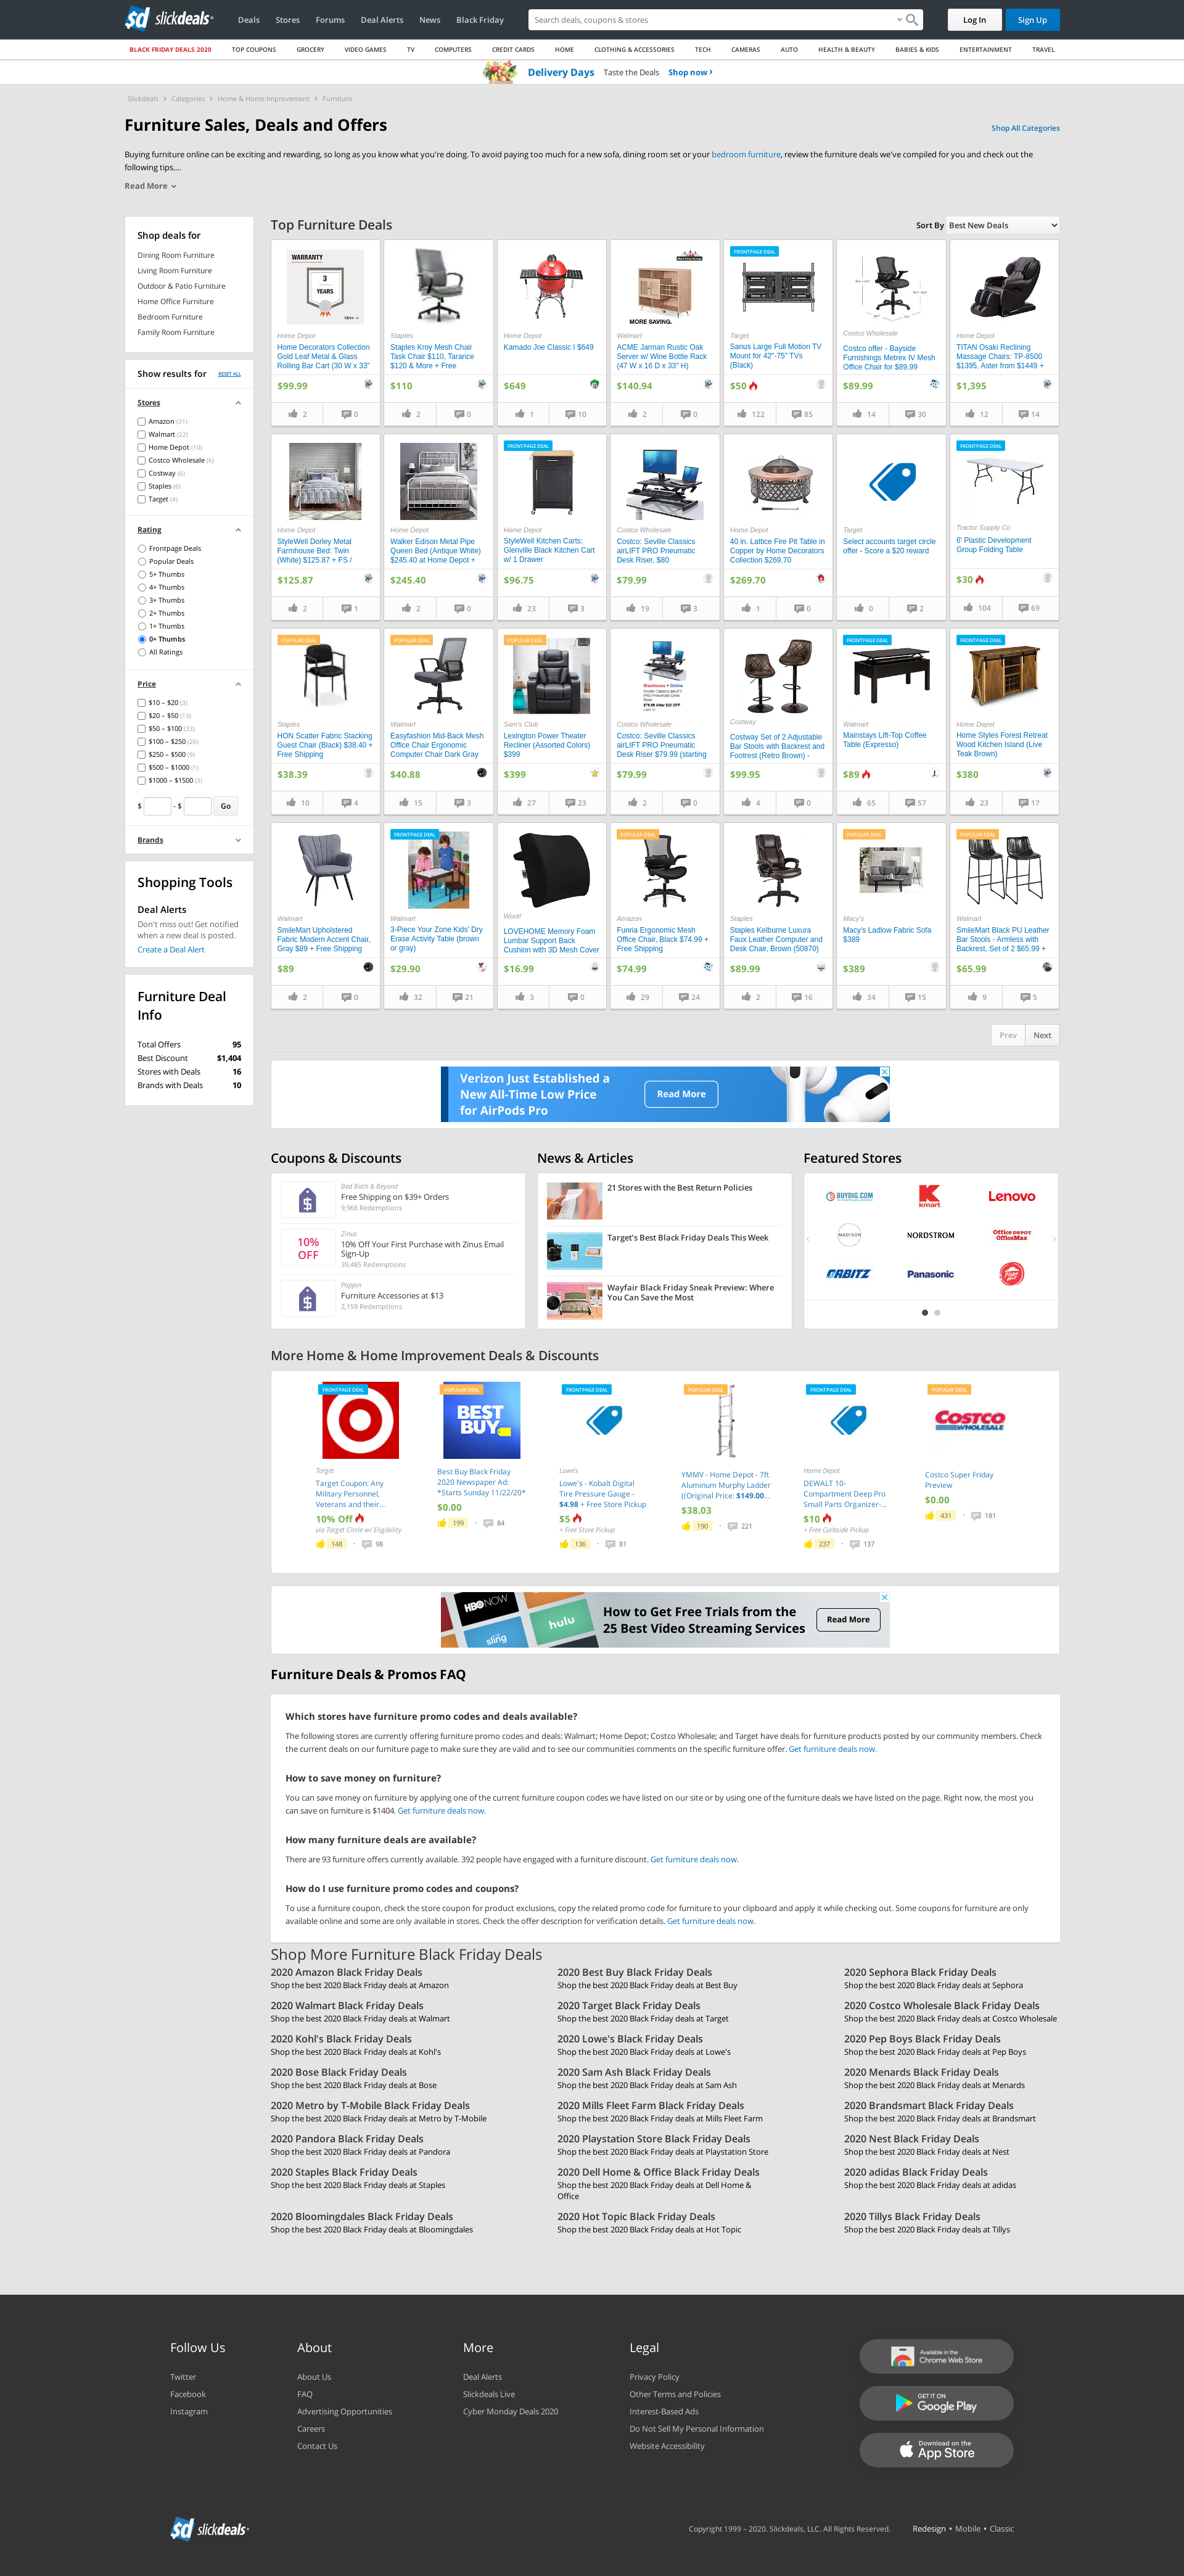 slickdeals
Deals Stores Forums Deal Alerts News Black Friday
Search deals, coupons & stores
Log In Sign Up
BLACK FRIDAY DEALS 2020 TOP COUPONS GROCERY VIDEO GAMES TV COMPUTERS CREDIT CARDS HOME CLOTHING & ACCESSORIES TECH CAMERAS AUTO HEALTH & BEAUTY BABIES & KIDS ENTERTAINMENT TRAVEL
Delivery Days Taste the Deals Shop now ›
Slickdeals › Categories › Home & Home Improvement › Furniture
Furniture Sales, Deals and Offers
Shop All Categories
Buying furniture online can be exciting and rewarding, so long as you know what you're doing. To avoid paying too much for a new sofa, dining room set or your bedroom furniture, review the furniture deals we've compiled for you and check out the
following tips....
Read More
Shop deals for
Dining Room Furniture
Living Room Furniture
Outdoor & Patio Furniture
Home Office Furniture
Bedroom Furniture
Family Room Furniture
Show results for RESET ALL
Stores
Amazon (31)
Walmart (22)
Home Depot (10)
Costco Wholesale (6)
Costway (6)
Staples (6)
Target (4)
Rating
Frontpage Deals
Popular Deals
5+ Thumbs
4+ Thumbs
3+ Thumbs
2+ Thumbs
1+ Thumbs
0+ Thumbs
All Ratings
Price
$10 – $20 (3)
$20 – $50 (13)
$50 – $100 (33)
$100 – $250 (26)
$250 – $500 (9)
$500 – $1000 (1)
$1000 – $1500 (3)
$ - $ Go
Brands
Shopping Tools
Deal Alerts
Don't miss out! Get notified
when a new deal is posted.
Create a Deal Alert
Furniture Deal
Info
Total Offers 95
Best Discount $1,404
Stores with Deals 16
Brands with Deals 10
Top Furniture Deals
Sort By Best New Deals
WARRANTY
3
YEARS
More
Home Depot
Home Decorators Collection
Gold Leaf Metal & Glass
Rolling Bar Cart (30 W x 33"
$99.99
2 0
Staples
Staples Kroy Mesh Chair
Task Chair $110, Tarance
$120 & More + Free
$110
2 0
Home Depot
Kamado Joe Classic I $649
$649
1 10
MORE SAVING.
Walmart
ACME Jarman Rustic Oak
Server w/ Wine Bottle Rack
(47 W x 16 D x 33" H)
$140.94
2 0
FRONTPAGE DEAL
Target
Sanus Large Full Motion TV
Mount for 42"-75" TVs
(Black)
$50
122 85
Costco Wholesale
Costco offer - Bayside
Furnishings Metrex IV Mesh
Office Chair for $89.99
$89.99
14 30
Home Depot
TITAN Osaki Reclining
Massage Chairs: TP-8500
$1395, Aster from $1449 +
$1,395
12 14
Home Depot
StyleWell Dorley Metal
Farmhouse Bed: Twin
(White) $125.87 + FS /
$125.87
2 1
Home Depot
Walker Edison Metal Pipe
Queen Bed (Antique White)
$245.40 at Home Depot +
$245.40
2 0
FRONTPAGE DEAL
Home Depot
StyleWell Kitchen Carts:
Glenville Black Kitchen Cart
w/ 1 Drawer
$96.75
23 3
Costco Wholesale
Costco: Seville Classics
airLIFT PRO Pneumatic
Desk Riser, $80
$79.99
19 3
Home Depot
40 in. Lattice Fire Pit Table in
Copper by Home Decorators
Collection $269.70
$269.70
1 0
Target
Select accounts target circle
offer - Score a $20 reward
0 2
FRONTPAGE DEAL
Tractor Supply Co
6' Plastic Development
Group Folding Table
$30
104 69
POPULAR DEAL
Staples
HON Scatter Fabric Stacking
Guest Chair (Black) $38.40 +
Free Shipping
$38.39
10 4
POPULAR DEAL
Walmart
Easyfashion Mid-Back Mesh
Office Chair Ergonomic
Computer Chair Dark Gray
$40.88
15 3
POPULAR DEAL
Sam's Club
Lexington Power Theater
Recliner (Assorted Colors)
$399
$399
27 23
Warehouse + Online
Seville Classics
airLIFT PRO
Pneumatic Desk
Riser
$79.99 After $20 OFF
Costco Wholesale
Costco: Seville Classics
airLIFT PRO Pneumatic
Desk Riser $79.99 (starting
$79.99
2 0
Costway
Costway Set of 2 Adjustable
Bar Stools with Backrest and
Footrest (Retro Brown) -
$99.95
4 0
FRONTPAGE DEAL
Walmart
Mainstays Lift-Top Coffee
Table (Expresso)
$89
65 57
FRONTPAGE DEAL
Home Depot
Home Styles Forest Retreat
Wood Kitchen Island (Live
Teak Brown)
$380
23 17
Walmart
SmileMart Upholstered
Fabric Modern Accent Chair,
Gray $89 + Free Shipping
$89
2 0
FRONTPAGE DEAL
Walmart
3-Piece Your Zone Kids' Dry
Erase Activity Table (brown
or gray)
$29.90
32 21
Woot!
LOVEHOME Memory Foam
Lumbar Support Back
Cushion with 3D Mesh Cover
$16.99
3 0
POPULAR DEAL
Amazon
Funria Ergonomic Mesh
Office Chair, Black $74.99 +
Free Shipping
$74.99
29 24
Staples
Staples Kelburne Luxura
Faux Leather Computer and
Desk Chair, Brown (50870)
$89.99
2 16
POPULAR DEAL
Macy's
Macy's Ladlow Fabric Sofa
$389
$389
34 15
POPULAR DEAL
Walmart
SmileMart Black PU Leather
Bar Stools - Armless with
Backrest, Set of 2 $65.99 +
$65.99
9 5
Prev Next
Verizon Just Established a
New All-Time Low Price
for AirPods Pro
Read More
Coupons & Discounts
Bed Bath & Beyond
Free Shipping on $39+ Orders
9,966 Redemptions
10%
OFF
Zinus
10% Off Your First Purchase with Zinus Email
Sign-Up
39,485 Redemptions
Poppin
Furniture Accessories at $13
2,159 Redemptions
News & Articles
21 Stores with the Best Return Policies
Target's Best Black Friday Deals This Week
Wayfair Black Friday Sneak Preview: Where
You Can Save the Most
Featured Stores
BUYDIG.COM kmart Lenovo
MADISON NORDSTROM Office DEPOT
OfficeMax
ORBITZ Panasonic Pizza Hut
More Home & Home Improvement Deals & Discounts
FRONTPAGE DEAL
Target
Target Coupon: Any
Military Personnel,
Veterans and their...
10% Off
via Target Circle w/ Eligibility
148 · 98
POPULAR DEAL
BEST
BUY
Best Buy Black Friday
2020 Newspaper Ad:
*Starts Sunday 11/22/20*
$0.00
199 · 84
FRONTPAGE DEAL
Lowe's
Lowe's - Kobalt Digital
Tire Pressure Gauge -
$4.98 + Free Store Pickup
$5
+ Free Store Pickup
136 · 81
POPULAR DEAL
YMMV - Home Depot - 7ft
Aluminum Murphy Ladder
((Original Price: $149.00...
$38.03
190 · 221
FRONTPAGE DEAL
Home Depot
DEWALT 10-
Compartment Deep Pro
Small Parts Organizer-...
$10
+ Free Curbside Pickup
237 · 137
POPULAR DEAL
COSTCO
WHOLESALE
Costco Super Friday
Preview
$0.00
431 · 181
HBO NOW
hulu
sling
How to Get Free Trials from the
25 Best Video Streaming Services
Read More
Furniture Deals & Promos FAQ
Which stores have furniture promo codes and deals available?
The following stores are currently offering furniture promo codes and deals: Walmart; Home Depot; Costco Wholesale; and Target have deals for furniture products posted by our community members. Check
the current deals on our furniture page to make sure they are valid and to see our communities comments on the specific furniture offer. Get furniture deals now.
How to save money on furniture?
You can save money on furniture by applying one of the current furniture coupon codes we have listed on our site or by using one of the furniture deals we have listed on the page. Right now, the most you
can save on furniture is $1404. Get furniture deals now.
How many furniture deals are available?
There are 93 furniture offers currently available. 392 people have engaged with a furniture discount. Get furniture deals now.
How do I use furniture promo codes and coupons?
To use a furniture coupon, check the store coupon for product exclusions, copy the related promo code for furniture to your clipboard and apply it while checking out. Some coupons for furniture are only
available online and some are only available in stores. Check the offer description for verification details. Get furniture deals now.
Shop More Furniture Black Friday Deals
2020 Amazon Black Friday Deals
Shop the best 2020 Black Friday deals at Amazon
2020 Best Buy Black Friday Deals
Shop the best 2020 Black Friday deals at Best Buy
2020 Sephora Black Friday Deals
Shop the best 2020 Black Friday deals at Sephora
2020 Walmart Black Friday Deals
Shop the best 2020 Black Friday deals at Walmart
2020 Target Black Friday Deals
Shop the best 2020 Black Friday deals at Target
2020 Costco Wholesale Black Friday Deals
Shop the best 2020 Black Friday deals at Costco Wholesale
2020 Kohl's Black Friday Deals
Shop the best 2020 Black Friday deals at Kohl's
2020 Lowe's Black Friday Deals
Shop the best 2020 Black Friday deals at Lowe's
2020 Pep Boys Black Friday Deals
Shop the best 2020 Black Friday deals at Pep Boys
2020 Bose Black Friday Deals
Shop the best 2020 Black Friday deals at Bose
2020 Sam Ash Black Friday Deals
Shop the best 2020 Black Friday deals at Sam Ash
2020 Menards Black Friday Deals
Shop the best 2020 Black Friday deals at Menards
2020 Metro by T-Mobile Black Friday Deals
Shop the best 2020 Black Friday deals at Metro by T-Mobile
2020 Mills Fleet Farm Black Friday Deals
Shop the best 2020 Black Friday deals at Mills Fleet Farm
2020 Brandsmart Black Friday Deals
Shop the best 2020 Black Friday deals at Brandsmart
2020 Pandora Black Friday Deals
Shop the best 2020 Black Friday deals at Pandora
2020 Playstation Store Black Friday Deals
Shop the best 2020 Black Friday deals at Playstation Store
2020 Nest Black Friday Deals
Shop the best 2020 Black Friday deals at Nest
2020 Staples Black Friday Deals
Shop the best 2020 Black Friday deals at Staples
2020 Dell Home & Office Black Friday Deals
Shop the best 2020 Black Friday deals at Dell Home &
Office
2020 adidas Black Friday Deals
Shop the best 2020 Black Friday deals at adidas
2020 Bloomingdales Black Friday Deals
Shop the best 2020 Black Friday deals at Bloomingdales
2020 Hot Topic Black Friday Deals
Shop the best 2020 Black Friday deals at Hot Topic
2020 Tillys Black Friday Deals
Shop the best 2020 Black Friday deals at Tillys
Follow Us
Twitter
Facebook
Instagram
About
About Us
FAQ
Advertising Opportunities
Careers
Contact Us
More
Deal Alerts
Slickdeals Live
Cyber Monday Deals 2020
Legal
Privacy Policy
Other Terms and Policies
Interest-Based Ads
Do Not Sell My Personal Information
Website Accessibility
Available in the
Chrome Web Store
GET IT ON
Google Play
Download on the
App Store
slickdeals
Copyright 1999 – 2020. Slickdeals, LLC. All Rights Reserved. Redesign • Mobile • Classic